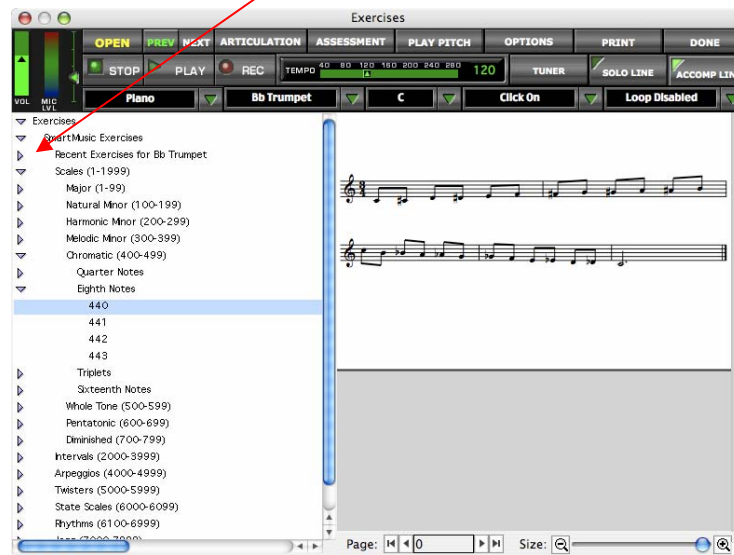 Exercises
OPEN PREV NEXT ARTICULATION ASSESSMENT PLAY PITCH OPTIONS PRINT DONE
STOP PLAY REC TEMPO 40 80 120 160 200 240 280 120 TUNER SOLO LINE ACCOMP LIN
VOL MIC LVL Piano Bb Trumpet C Click On Loop Disabled
Exercises
SmartMusic Exercises
Recent Exercises for Bb Trumpet
Scales (1-1999)
Major (1-99)
Natural Minor (100-199)
Harmonic Minor (200-299)
Melodic Minor (300-399)
Chromatic (400-499)
Quarter Notes
Eighth Notes
440
441
442
443
Triplets
Sixteenth Notes
Whole Tone (500-599)
Pentatonic (600-699)
Diminished (700-799)
Intervals (2000-3999)
Arpeggios (4000-4999)
Twisters (5000-5999)
State Scales (6000-6099)
Rhythms (6100-6999)
Page: 0 Size: